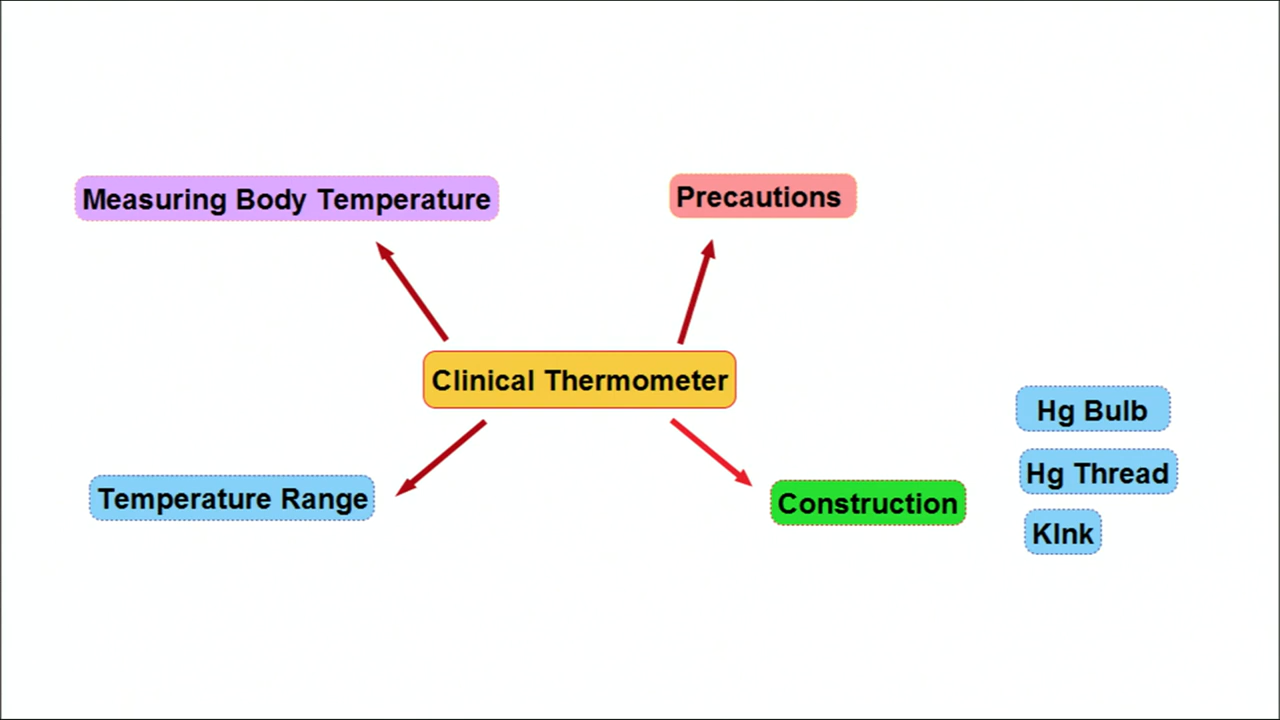 Measuring Body Temperature
Precautions
Clinical Thermometer
Hg Bulb
Hg Thread
Temperature Range
Construction
KInk